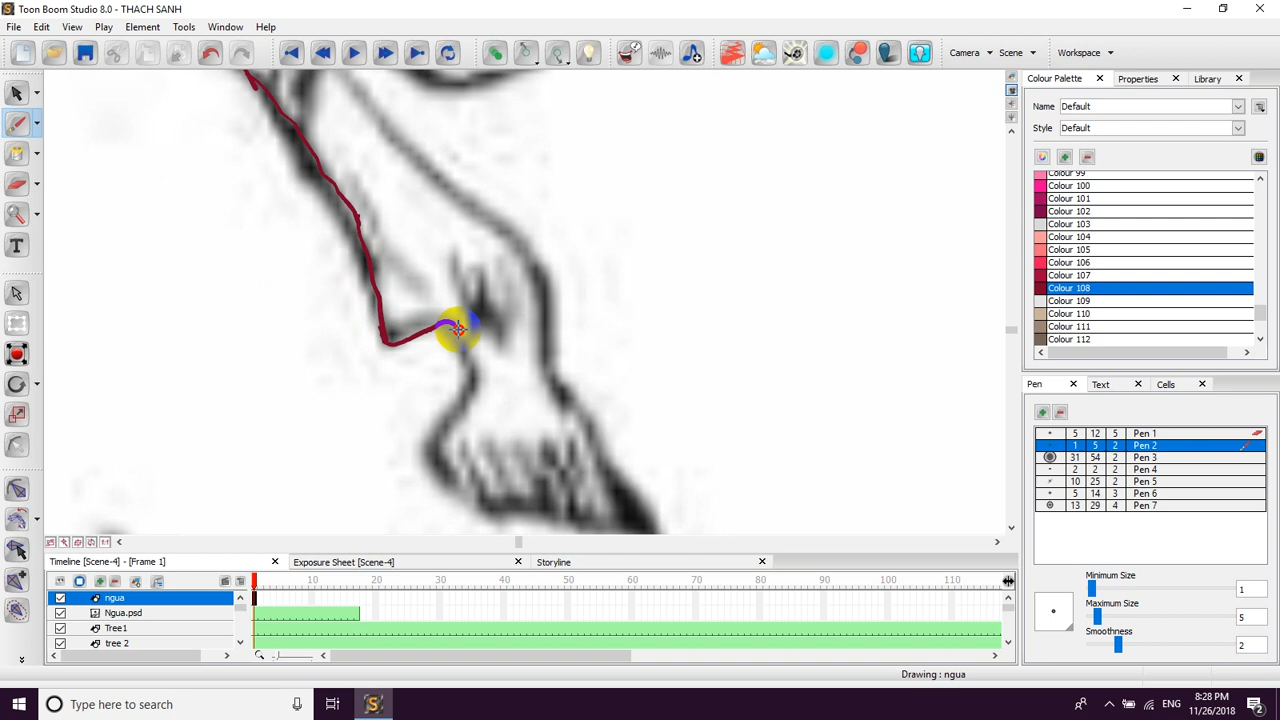 Toon Boom Studio 8.0 - THACH SANH
File Edit View Play Element Tools Window Help
Camera Scene Workspace
Colour Palette Properties Library
Name Default
Style Default
Colour 99
Colour 100
Colour 101
Colour 102
Colour 103
Colour 104
Colour 105
Colour 106
Colour 107
Colour 108
Colour 109
Colour 110
Colour 111
Colour 112
Pen Text Cells
5 12 5 Pen 1
1 5 2 Pen 2
31 54 2 Pen 3
2 2 2 Pen 4
10 25 2 Pen 5
5 14 3 Pen 6
13 29 4 Pen 7
Minimum Size
1
Maximum Size
5
Smoothness
2
Timeline [Scene-4] - [Frame 1] Exposure Sheet [Scene-4] Storyline
10 20 30 40 50 60 70 80 90 100 110
ngua
Ngua.psd
Tree1
tree 2
Drawing : ngua
Type here to search
ENG
8:28 PM
11/26/2018
2